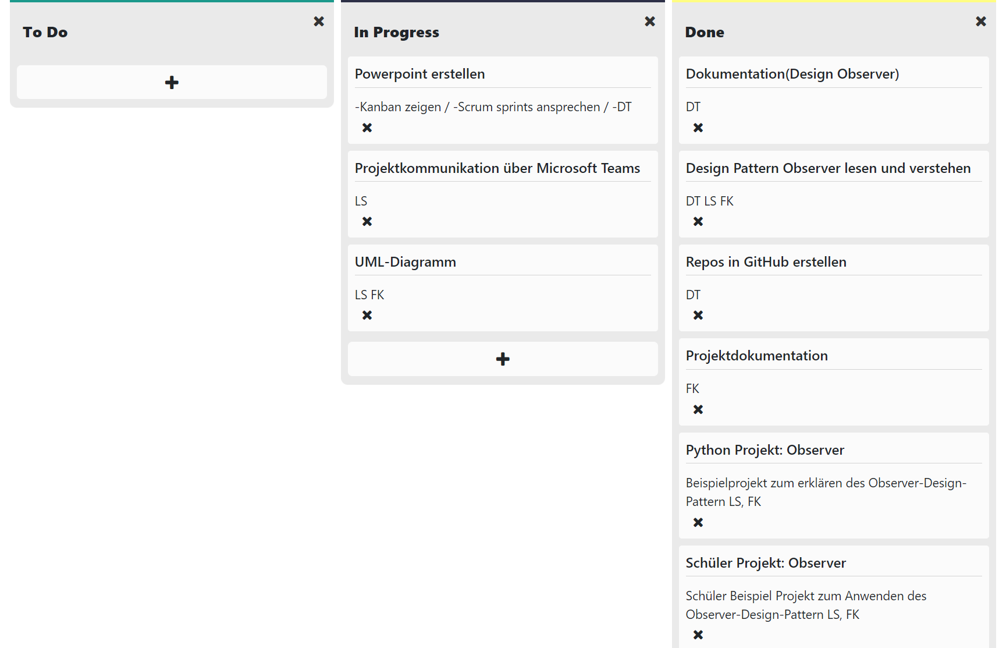 To Do
In Progress
Powerpoint erstellen
-Kanban zeigen / -Scrum sprints ansprechen / -DT
Projektkommunikation über Microsoft Teams
LS
UML-Diagramm
LS FK
Done
Dokumentation(Design Observer)
DT
Design Pattern Observer lesen und verstehen
DT LS FK
Repos in GitHub erstellen
DT
Projektdokumentation
FK
Python Projekt: Observer
Beispielprojekt zum erklären des Observer-Design-
Pattern LS, FK
Schüler Projekt: Observer
Schüler Beispiel Projekt zum Anwenden des
Observer-Design-Pattern LS, FK